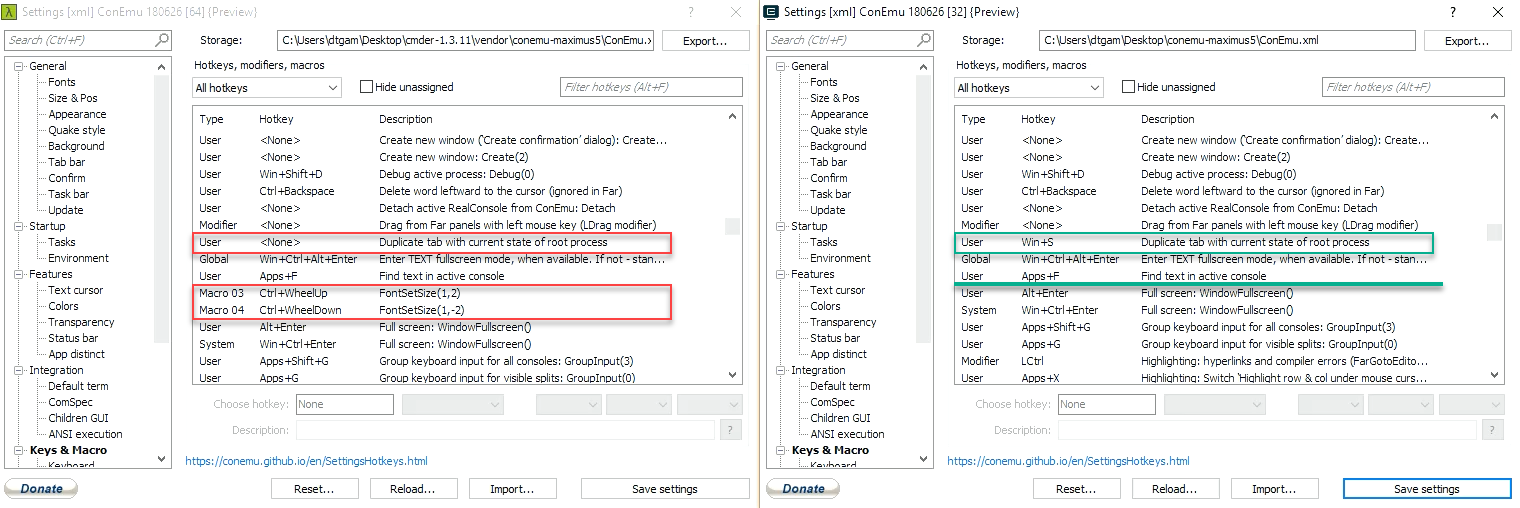 Settings [xml] ConEmu 180626 [64] {Preview}
Search (Ctrl+F)
Storage:
C:\Users\dtgam\Desktop\cmder-1.3.11\vendor\conemu-maximus5\ConEmu.x
Export...
General
Fonts
Size & Pos
Appearance
Quake style
Background
Tab bar
Confirm
Task bar
Update
Startup
Tasks
Environment
Features
Text cursor
Colors
Transparency
Status bar
App distinct
Integration
Default term
ComSpec
Children GUI
ANSI execution
Keys & Macro
Keyboard
Hotkeys, modifiers, macros
All hotkeys
Hide unassigned
Filter hotkeys (Alt+F)
Type Hotkey Description
User <None> Create new window ('Create confirmation' dialog): Create...
User <None> Create new window: Create(2)
User Win+Shift+D Debug active process: Debug(0)
User Ctrl+Backspace Delete word leftward to the cursor (ignored in Far)
User <None> Detach active RealConsole from ConEmu: Detach
Modifier <None> Drag from Far panels with left mouse key (LDrag modifier)
User <None> Duplicate tab with current state of root process
Global Win+Ctrl+Alt+Enter Enter TEXT fullscreen mode, when available. If not - stan...
User Apps+F Find text in active console
Macro 03 Ctrl+WheelUp FontSetSize(1,2)
Macro 04 Ctrl+WheelDown FontSetSize(1,-2)
User Alt+Enter Full screen: WindowFullscreen()
System Win+Ctrl+Enter Full screen: WindowFullscreen()
User Apps+Shift+G Group keyboard input for all consoles: GroupInput(3)
User Apps+G Group keyboard input for visible splits: GroupInput(0)
Choose hotkey: None
Description:
?
https://conemu.github.io/en/SettingsHotkeys.html
Donate
Reset...
Reload...
Import...
Save settings
Settings [xml] ConEmu 180626 [32] {Preview}
Search (Ctrl+F)
Storage:
C:\Users\dtgam\Desktop\conemu-maximus5\ConEmu.xml
Export...
General
Fonts
Size & Pos
Appearance
Quake style
Background
Tab bar
Confirm
Task bar
Update
Startup
Tasks
Environment
Features
Text cursor
Colors
Transparency
Status bar
App distinct
Integration
Default term
ComSpec
Children GUI
ANSI execution
Keys & Macro
Keyboard
Hotkeys, modifiers, macros
All hotkeys
Hide unassigned
Filter hotkeys (Alt+F)
Type Hotkey Description
User <None> Create new window ('Create confirmation' dialog): Create...
User <None> Create new window: Create(2)
User Win+Shift+D Debug active process: Debug(0)
User Ctrl+Backspace Delete word leftward to the cursor (ignored in Far)
User <None> Detach active RealConsole from ConEmu: Detach
Modifier <None> Drag from Far panels with left mouse key (LDrag modifier)
User Win+S Duplicate tab with current state of root process
Global Win+Ctrl+Alt+Enter Enter TEXT fullscreen mode, when available. If not - stan...
User Apps+F Find text in active console
User Alt+Enter Full screen: WindowFullscreen()
System Win+Ctrl+Enter Full screen: WindowFullscreen()
User Apps+Shift+G Group keyboard input for all consoles: GroupInput(3)
User Apps+G Group keyboard input for visible splits: GroupInput(0)
Modifier LCtrl Highlighting: hyperlinks and compiler errors (FarGotoEdito...
User Apps+X Highlighting: Switch 'Highlight row & col under mouse curs...
Choose hotkey: None
Description:
?
https://conemu.github.io/en/SettingsHotkeys.html
Donate
Reset...
Reload...
Import...
Save settings